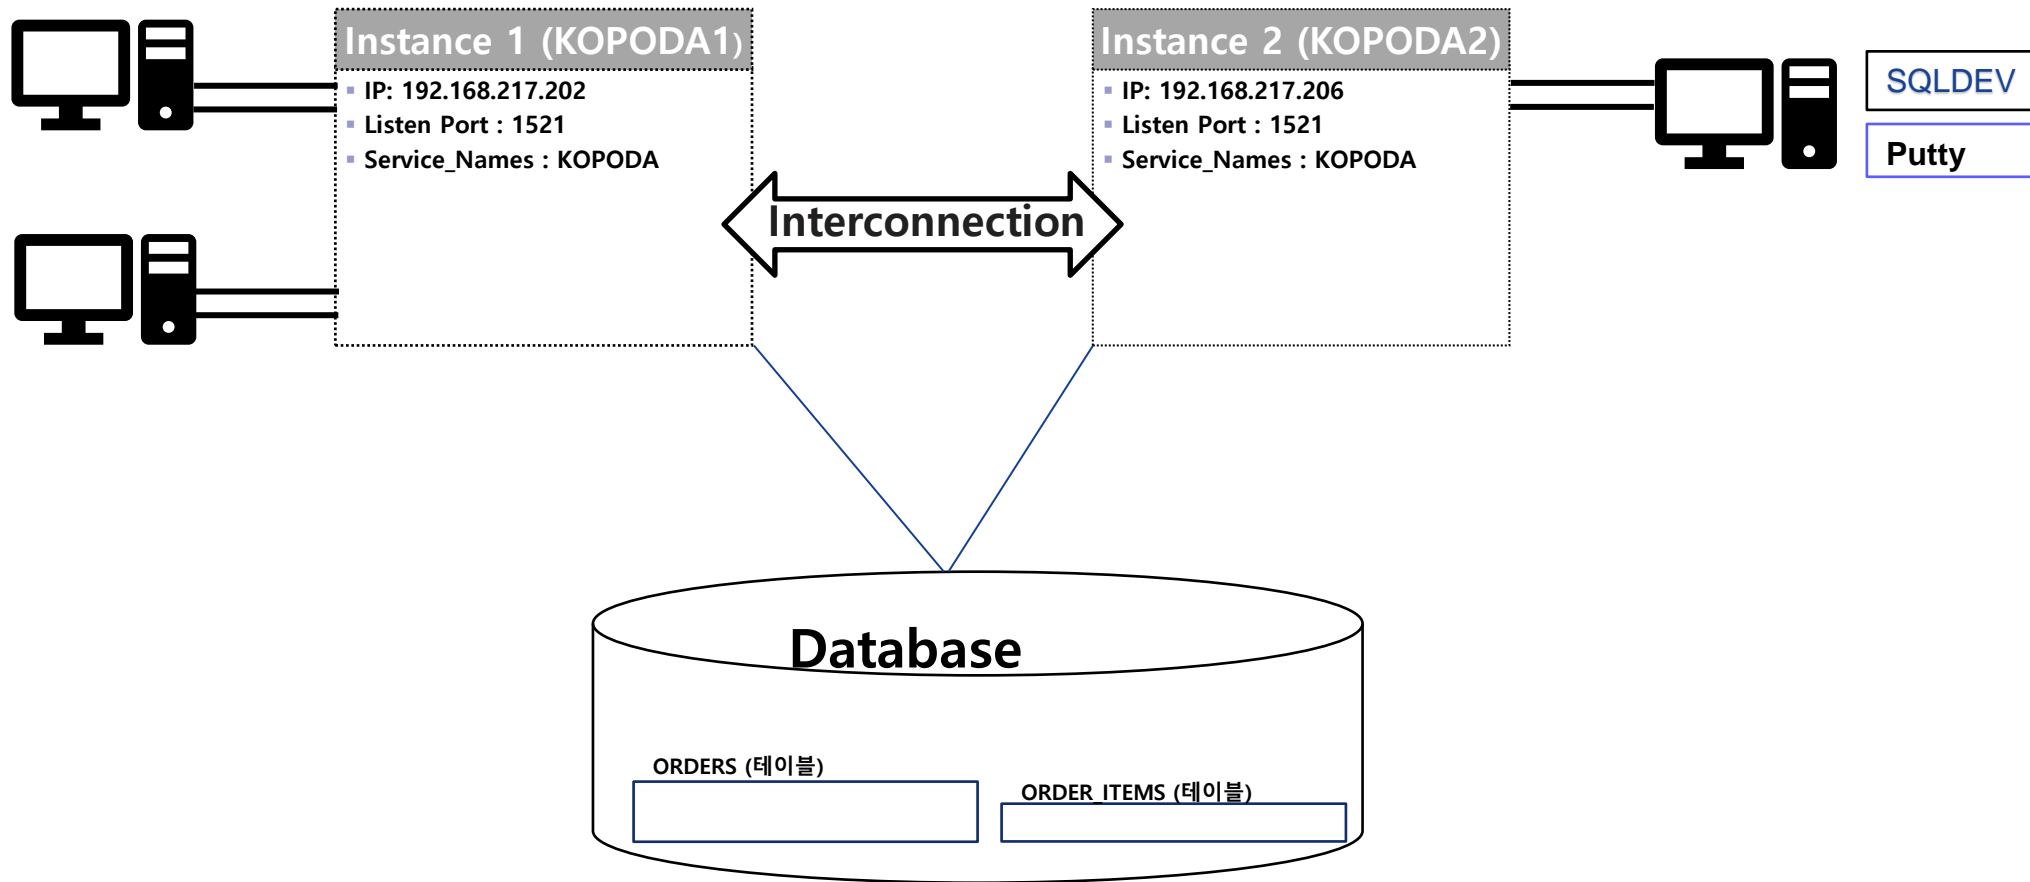 Instance 1 (KOPODA1)
IP: 192.168.217.202
Listen Port : 1521
Service_Names : KOPODA
Instance 2 (KOPODA2)
IP: 192.168.217.206
Listen Port : 1521
Service_Names : KOPODA
SQLDEV
Putty
Interconnection
Database
ORDERS (테이블)
ORDER_ITEMS (테이블)